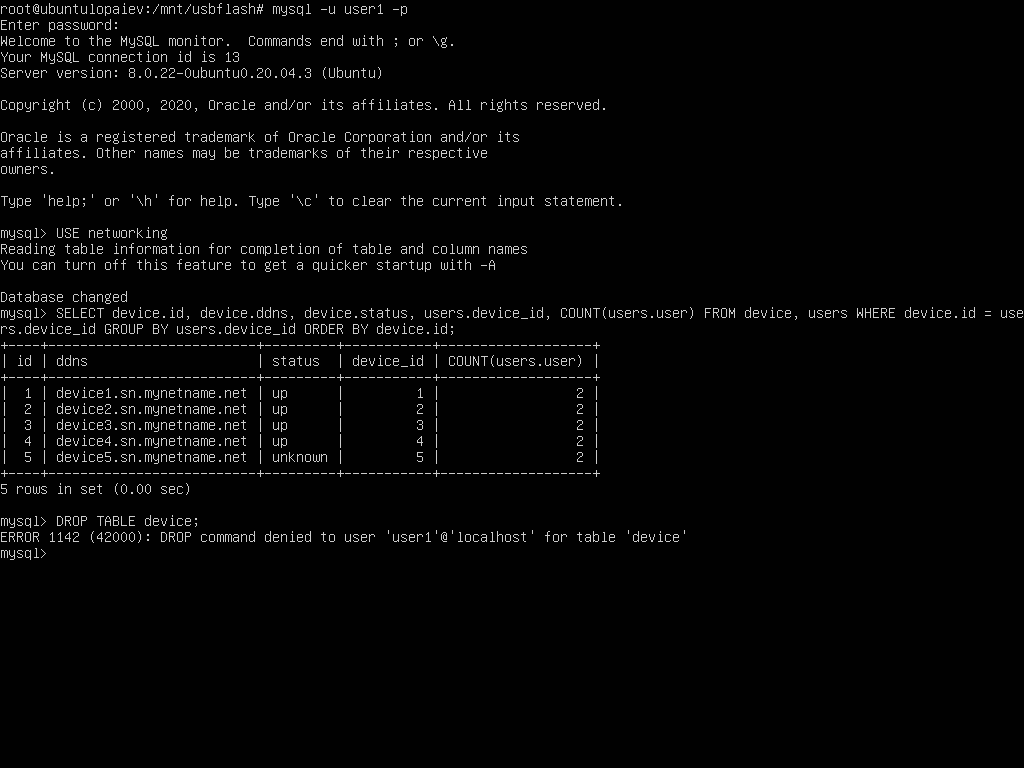 root@ubuntulopaiev:/mnt/usbflash# mysql -u user1 -p
Enter password:
Welcome to the MySQL monitor.  Commands end with ; or \g.
Your MySQL connection id is 13
Server version: 8.0.22-0ubuntu0.20.04.3 (Ubuntu)

Copyright (c) 2000, 2020, Oracle and/or its affiliates. All rights reserved.

Oracle is a registered trademark of Oracle Corporation and/or its
affiliates. Other names may be trademarks of their respective
owners.

Type 'help;' or '\h' for help. Type '\c' to clear the current input statement.

mysql> USE networking
Reading table information for completion of table and column names
You can turn off this feature to get a quicker startup with -A

Database changed
mysql> SELECT device.id, device.ddns, device.status, users.device_id, COUNT(users.user) FROM device, users WHERE device.id = use
rs.device_id GROUP BY users.device_id ORDER BY device.id;
+----+--------------------------+---------+-----------+-------------------+
| id | ddns                     | status  | device_id | COUNT(users.user) |
+----+--------------------------+---------+-----------+-------------------+
|  1 | device1.sn.mynetname.net | up      |         1 |                 2 |
|  2 | device2.sn.mynetname.net | up      |         2 |                 2 |
|  3 | device3.sn.mynetname.net | up      |         3 |                 2 |
|  4 | device4.sn.mynetname.net | up      |         4 |                 2 |
|  5 | device5.sn.mynetname.net | unknown |         5 |                 2 |
+----+--------------------------+---------+-----------+-------------------+
5 rows in set (0.00 sec)

mysql> DROP TABLE device;
ERROR 1142 (42000): DROP command denied to user 'user1'@'localhost' for table 'device'
mysql>